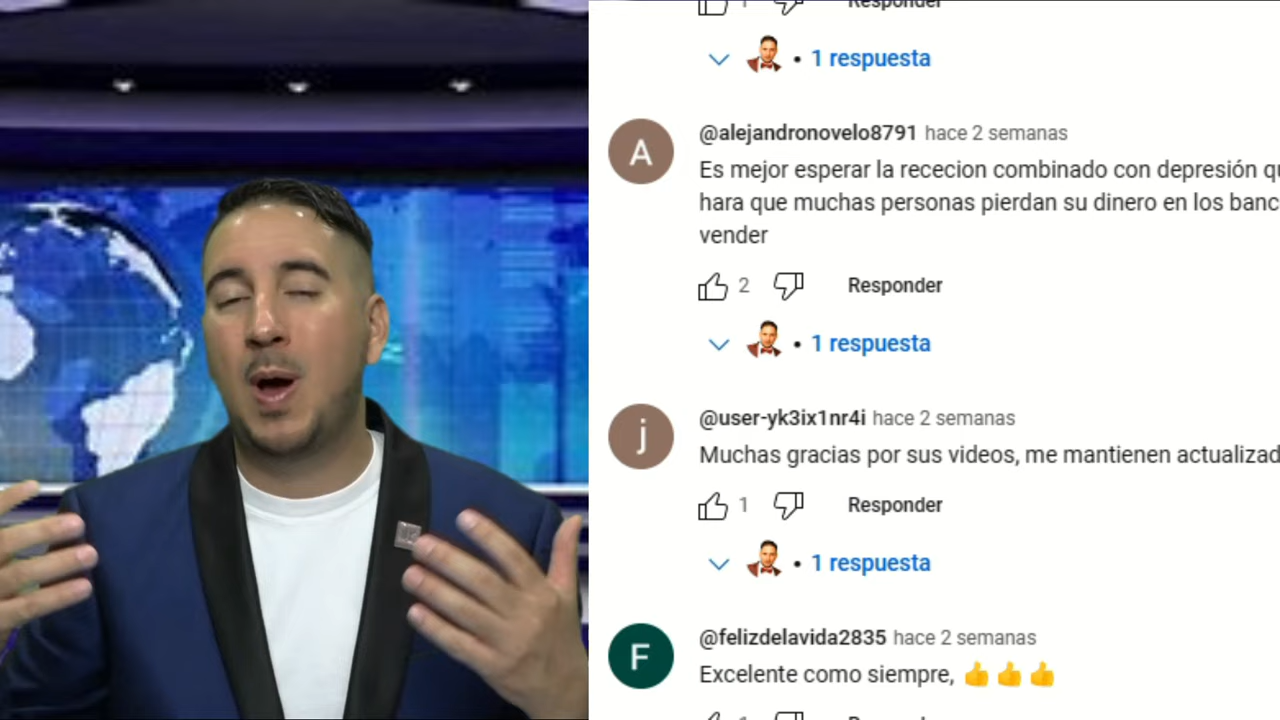 1 Responder
• 1 respuesta
A @alejandronovelo8791 hace 2 semanas
Es mejor esperar la rececion combinado con depresión
hara que muchas personas pierdan su dinero en los
vender
2 Responder
• 1 respuesta
j @user-yk3ix1nr4i hace 2 semanas
Muchas gracias por sus videos, me mantienen
1 Responder
• 1 respuesta
F @felizdelavida2835 hace 2 semanas
Excelente como siempre, 👍👍👍